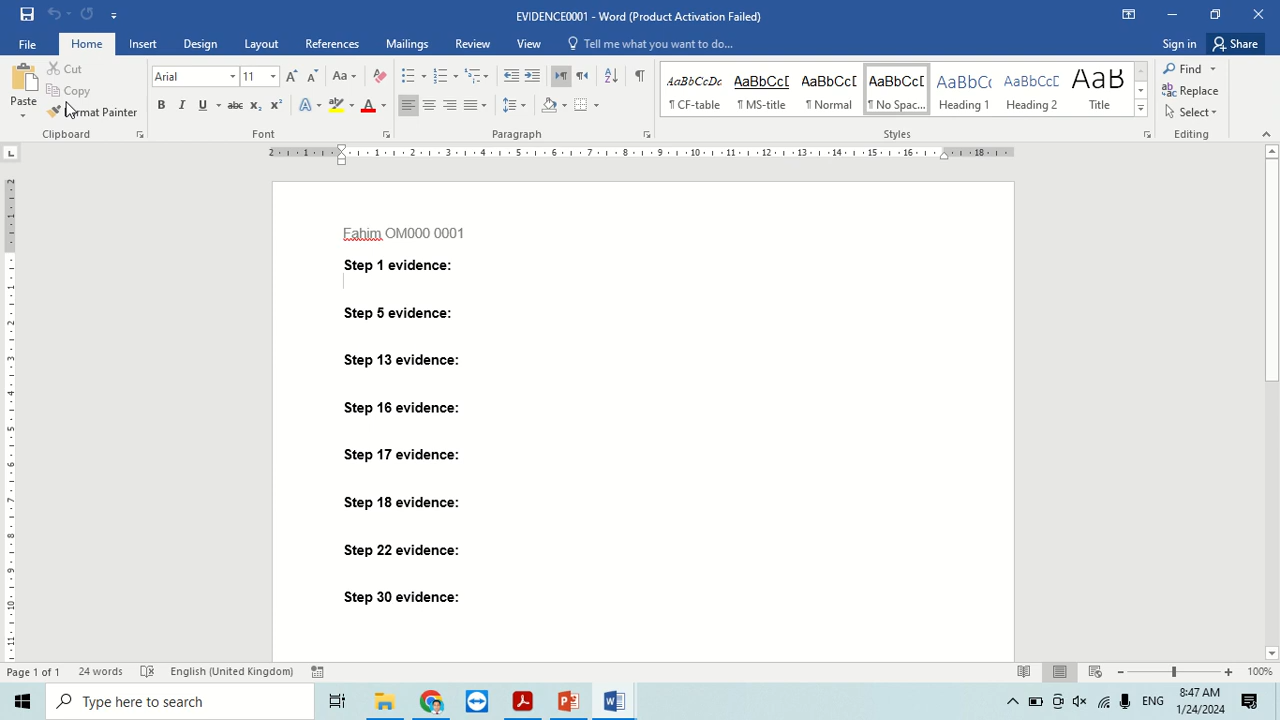 EVIDENCE0001 - Word (Product Activation Failed)
File Home Insert Design Layout References Mailings Review View Tell me what you want to do... Sign in Share
Paste Cut Copy Format Painter Clipboard
Arial 11 Font
Paragraph
AaBbCcDc ¶ CF-table AaBbCc[ ¶ MS-title AaBbCc[ ¶ Normal AaBbCc[ ¶ No Spac... AaBbCc[ Heading 1 AaBbCc[ Heading 2 AaB Title Styles
Find Replace Select Editing
Fahim OM000 0001
Step 1 evidence:
Step 5 evidence:
Step 13 evidence:
Step 16 evidence:
Step 17 evidence:
Step 18 evidence:
Step 22 evidence:
Step 30 evidence:
Page 1 of 1 24 words English (United Kingdom) 100%
Type here to search ENG 8:47 AM
1/24/2024